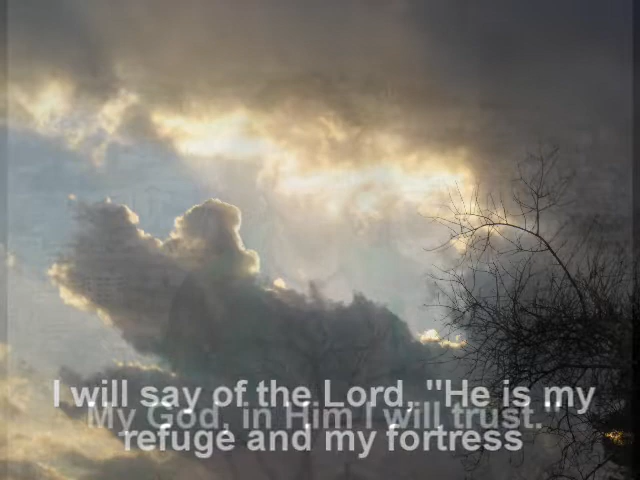 I will say of the Lord, "He is my
My God, in Him I will trust."
refuge and my fortress